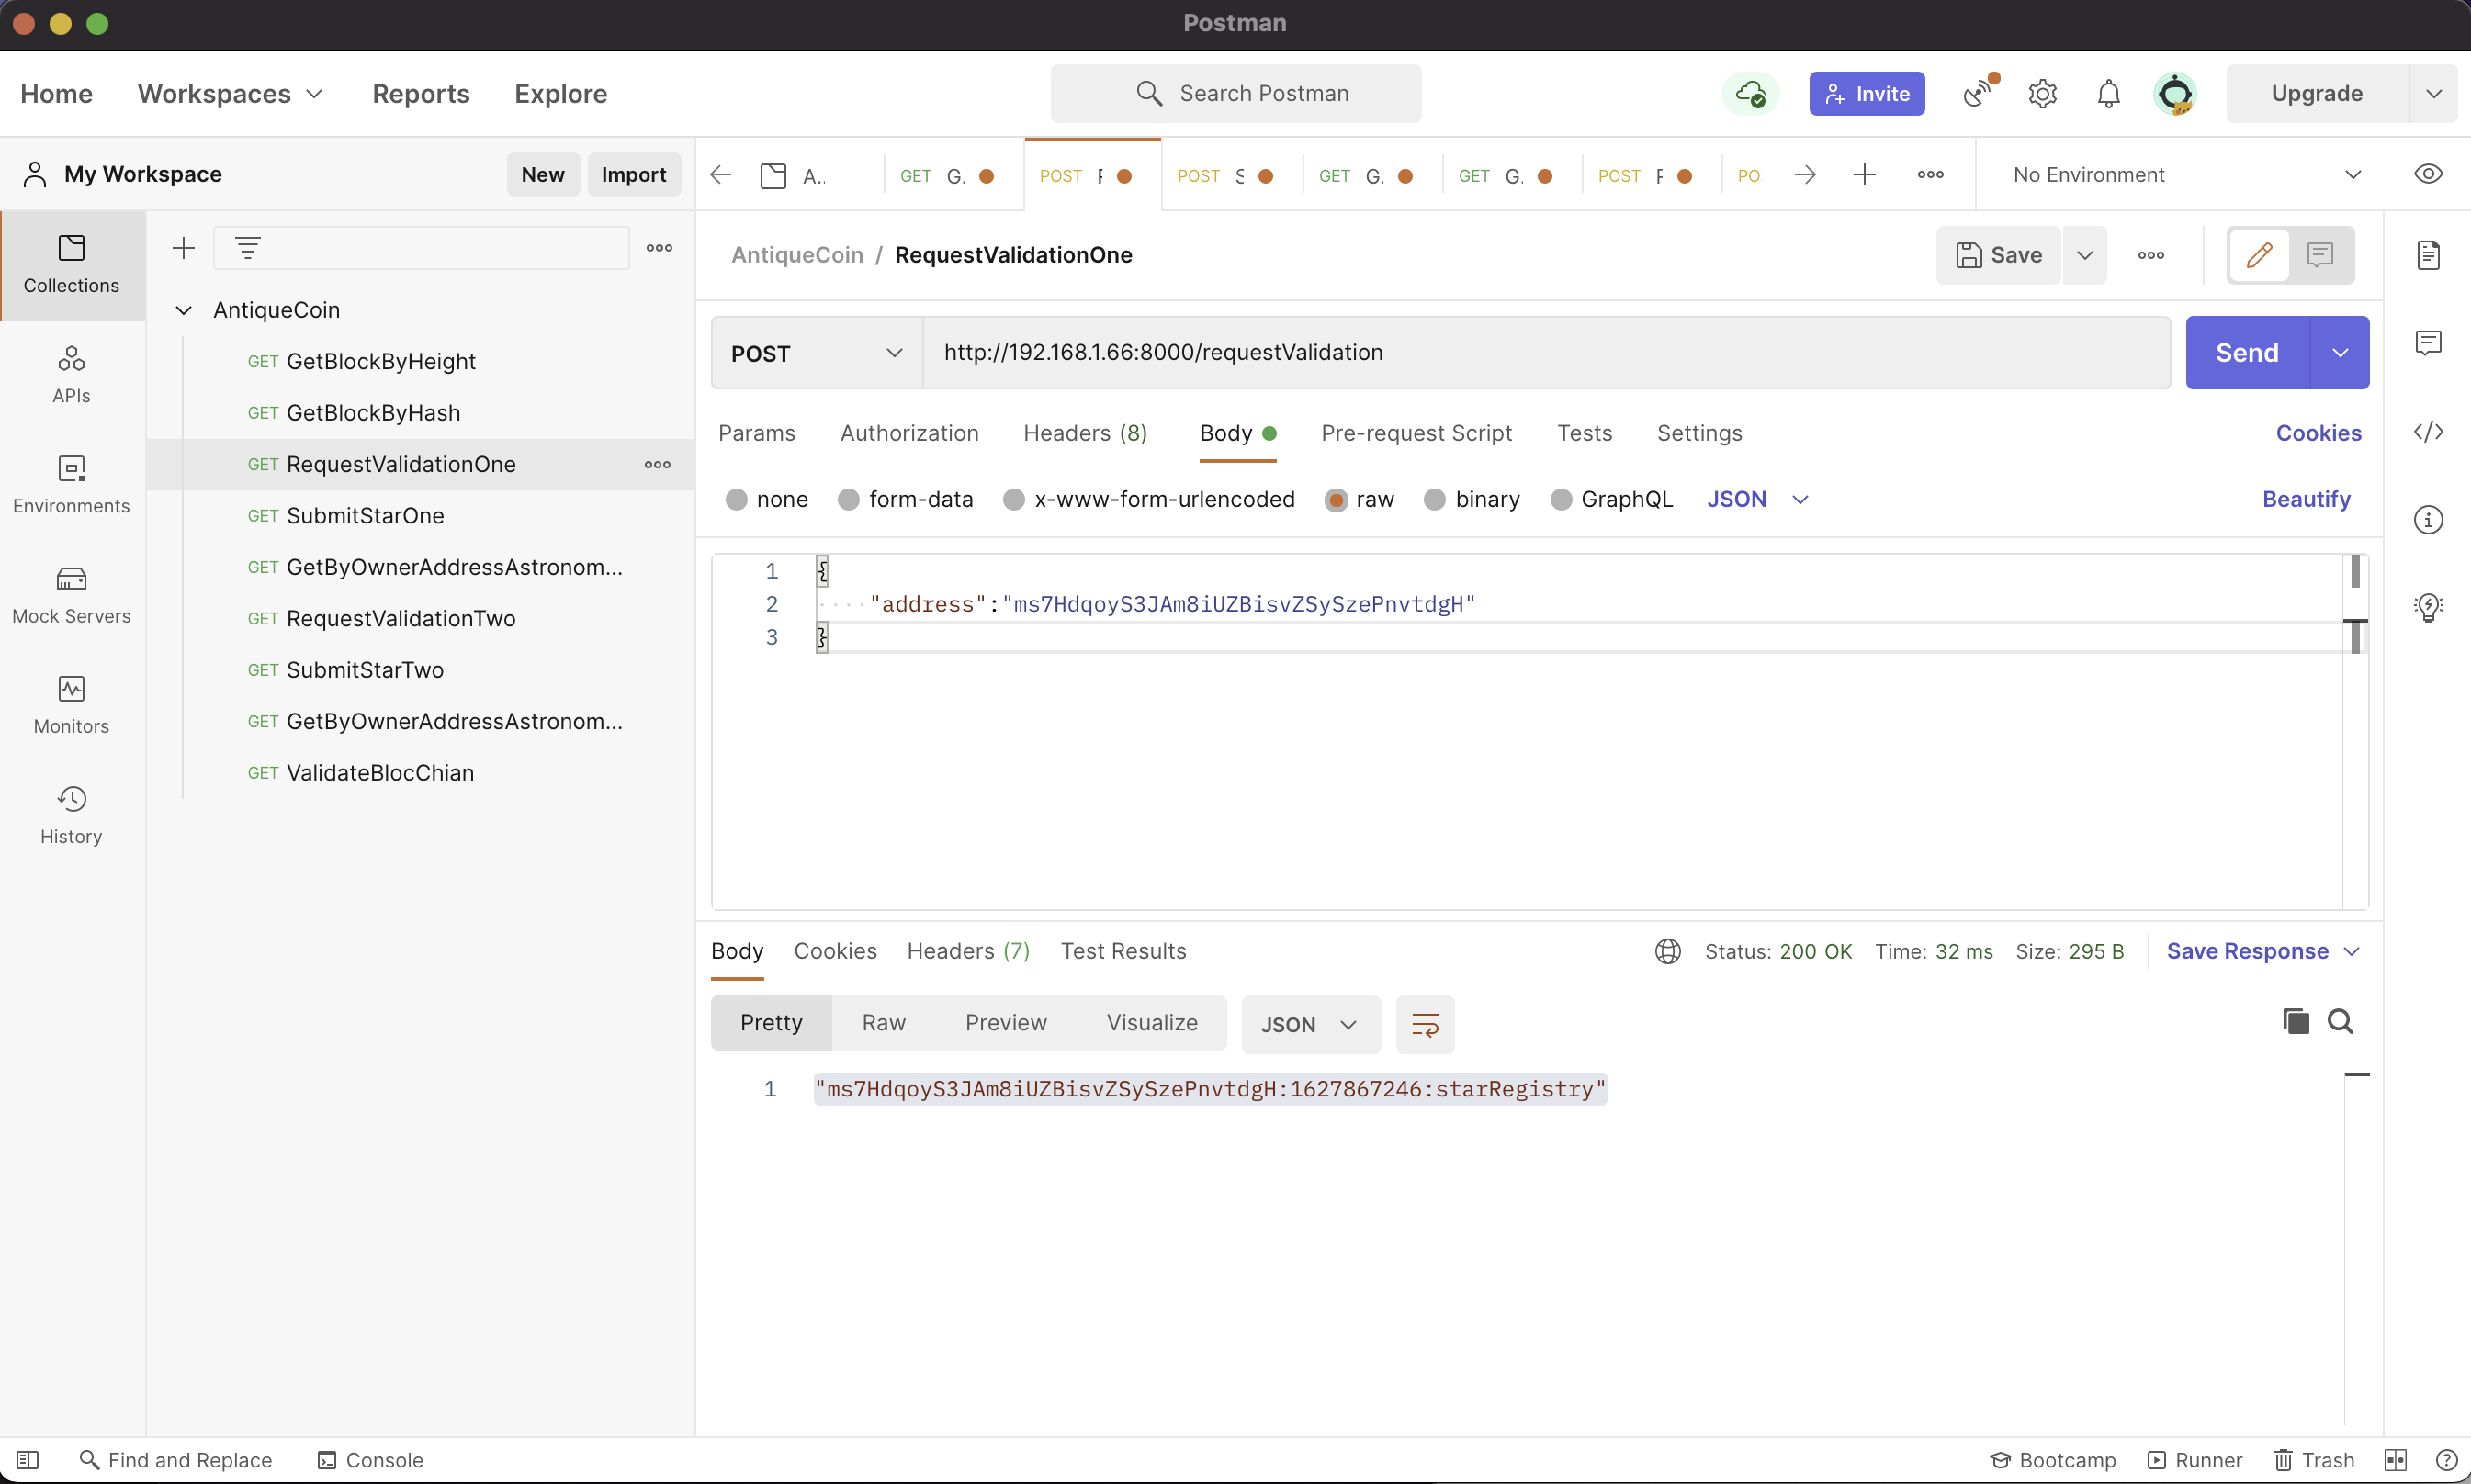 Postman
Home Workspaces Reports Explore Search Postman Invite Upgrade
My Workspace New Import
A.. GET G. POST POST S GET G. GET G. POST PO No Environment
Collections
APIs
Environments
Mock Servers
Monitors
History
AntiqueCoin
GET GetBlockByHeight
GET GetBlockByHash
GET RequestValidationOne
GET SubmitStarOne
GET GetByOwnerAddressAstronom...
GET RequestValidationTwo
GET SubmitStarTwo
GET GetByOwnerAddressAstronom...
GET ValidateBlocChian
AntiqueCoin / RequestValidationOne Save
POST http://192.168.1.66:8000/requestValidation Send
Params Authorization Headers (8) Body Pre-request Script Tests Settings Cookies
none form-data x-www-form-urlencoded raw binary GraphQL JSON Beautify
1 {
2 "address":"ms7HdqoyS3JAm8iUZBisvZSySzePnvtdgH"
3 }
Body Cookies Headers (7) Test Results Status: 200 OK Time: 32 ms Size: 295 B Save Response
Pretty Raw Preview Visualize JSON
1 "ms7HdqoyS3JAm8iUZBisvZSySzePnvtdgH:1627867246:starRegistry"
Find and Replace Console Bootcamp Runner Trash